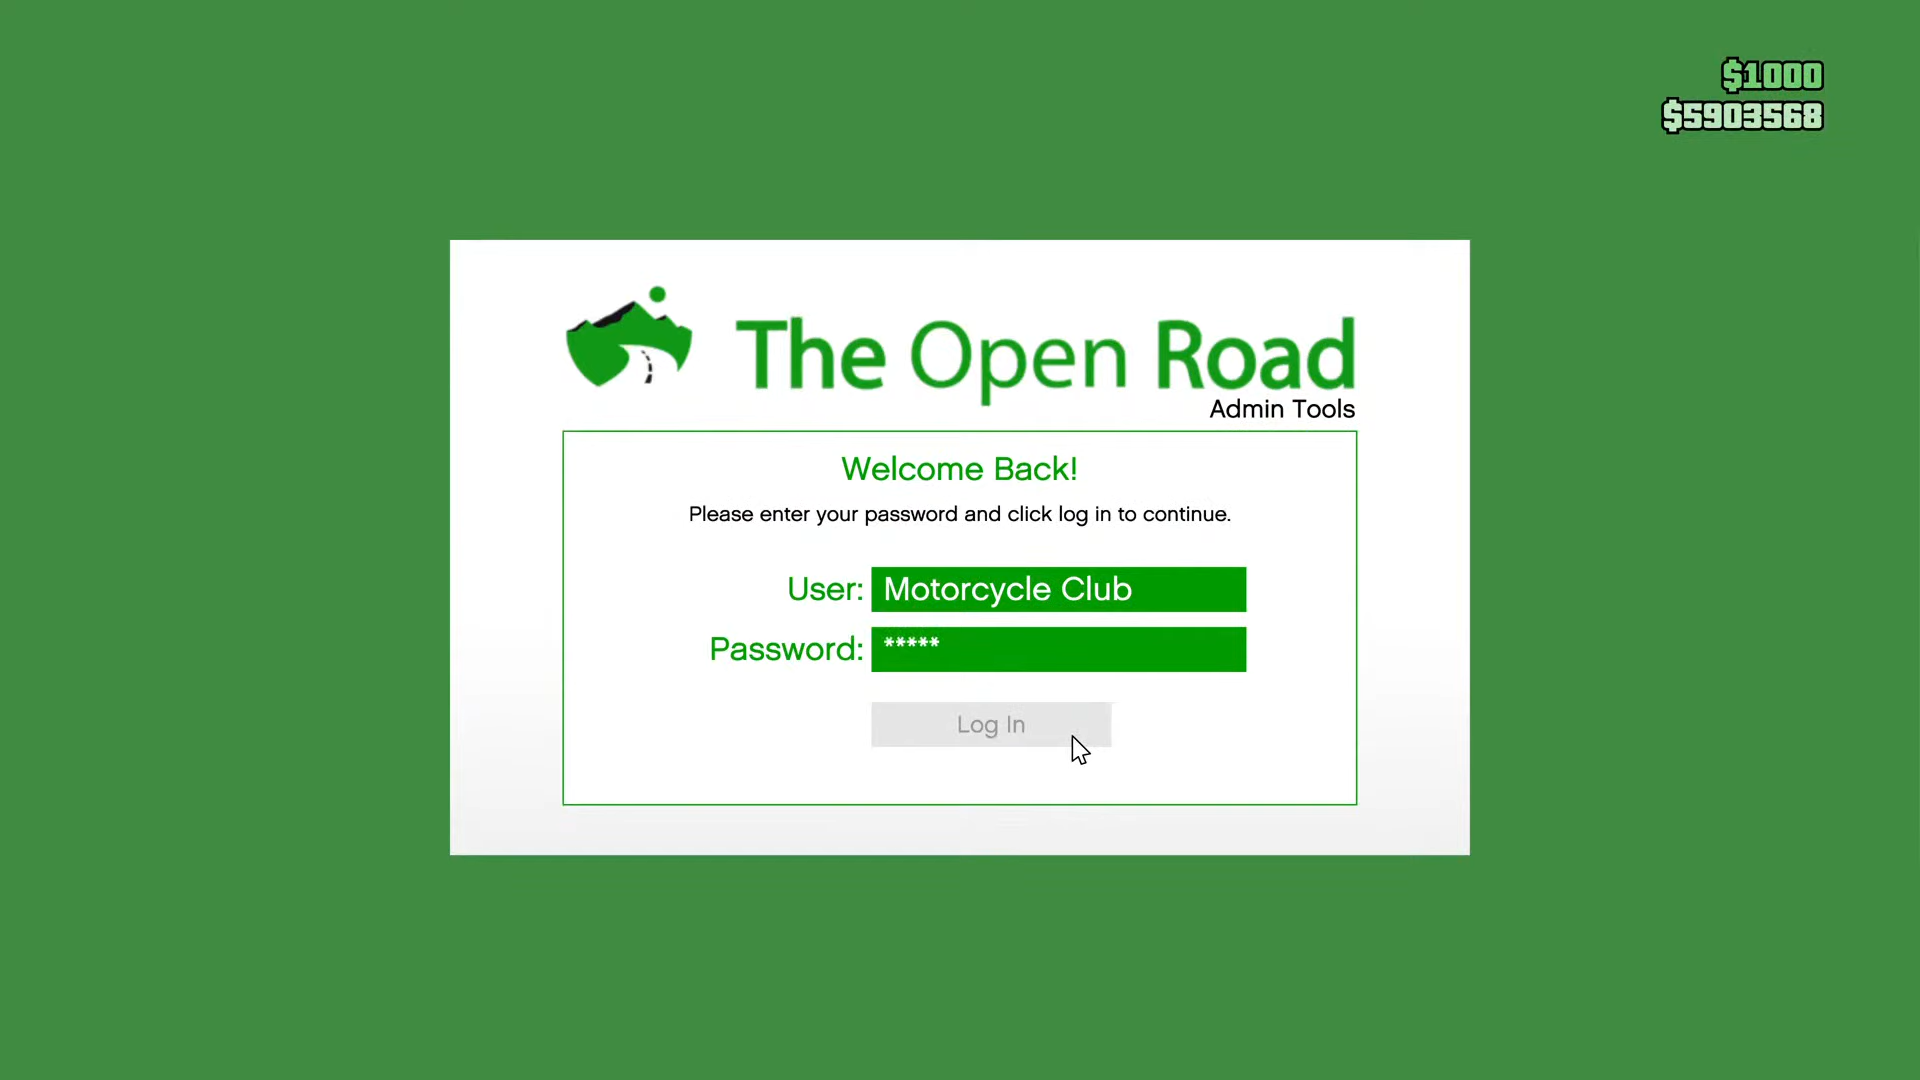 $1000
$5903568
The Open Road
Admin Tools
Welcome Back!
Please enter your password and click log in to continue.
User: Motorcycle Club
Password: *****
Log In